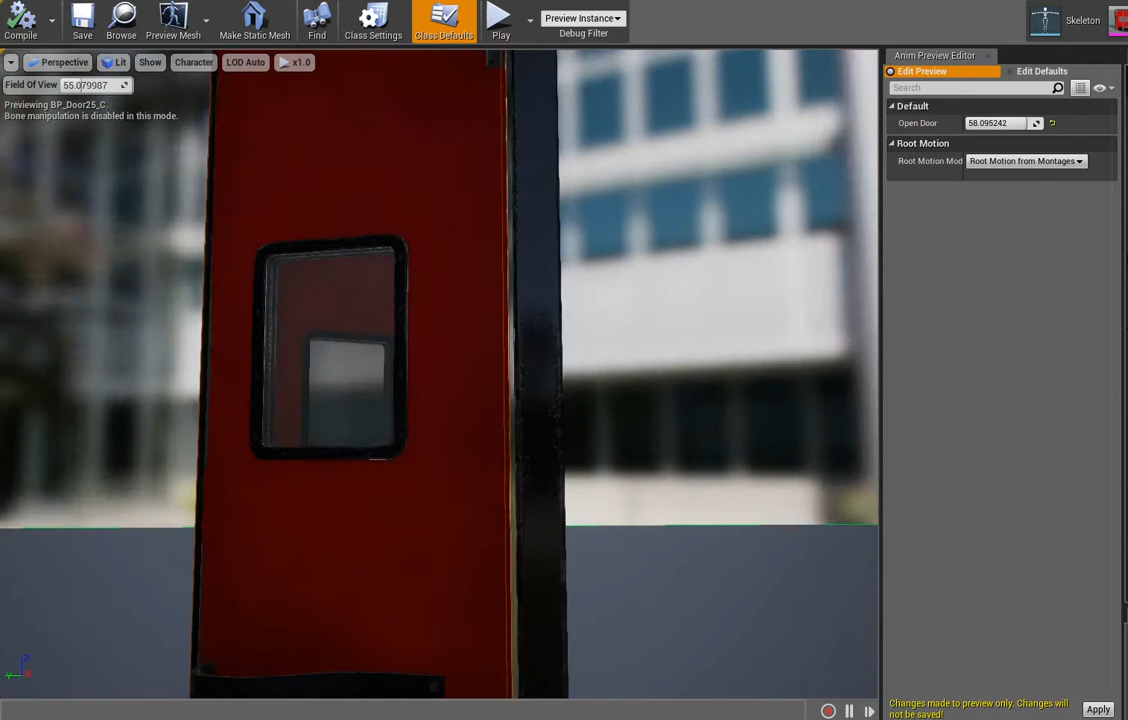 Compile
Save
Browse
Preview Mesh
Make Static Mesh
Find
Class Settings
Class Defaults
Play
Preview Instance
Debug Filter
Skeleton
Perspective
Lit
Show
Character
LOD Auto
x1.0
Field Of View
55.079987
Previewing BP_Door25_C.
Bone manipulation is disabled in this mode.
Anim Preview Editor
Edit Preview
Edit Defaults
Search
Default
Open Door
58.095242
Root Motion
Root Motion Mod
Root Motion from Montages
Changes made to preview only. Changes will
not be saved!
Apply